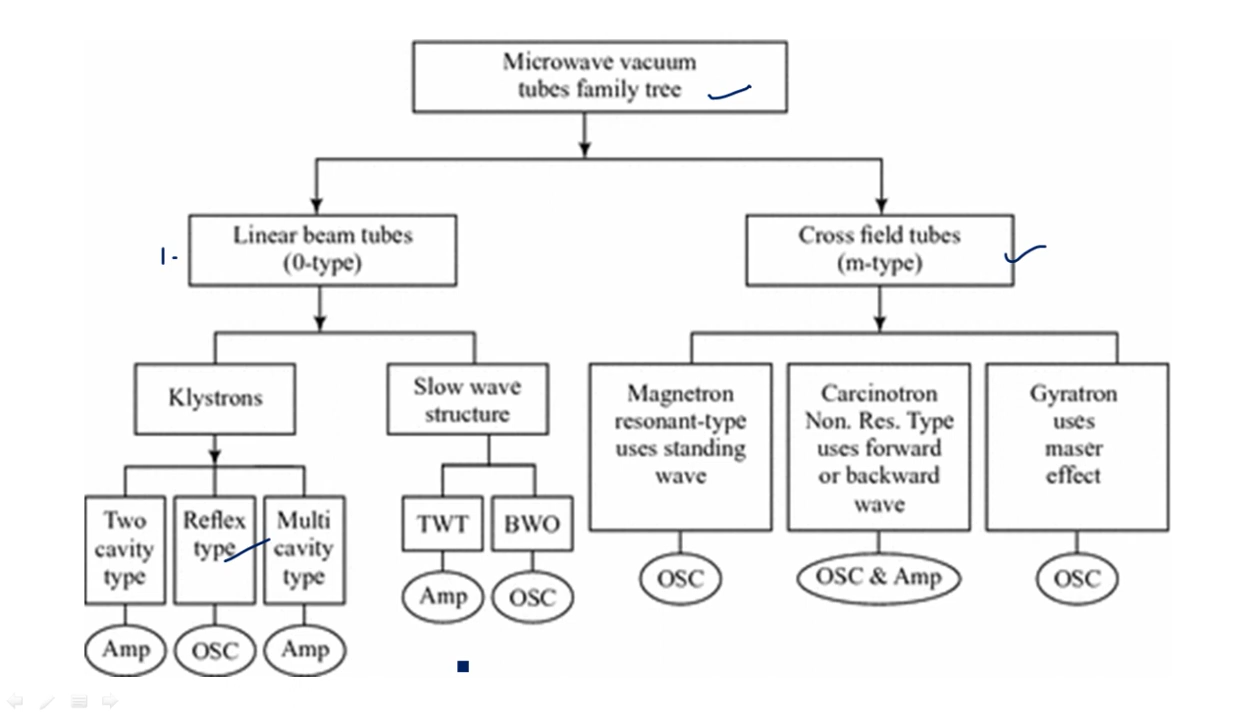 Microwave vacuum
tubes family tree
1.
Linear beam tubes
(0-type)
Cross field tubes
(m-type)
Klystrons
Slow wave
structure
Magnetron
resonant-type
uses standing
wave
Carcinotron
Non. Res. Type
uses forward
or backward
wave
Gyratron
uses
maser
effect
Two
cavity
type
Reflex
type
Multi
cavity
type
TWT
BWO
Amp
OSC
OSC
OSC & Amp
OSC
Amp
OSC
Amp